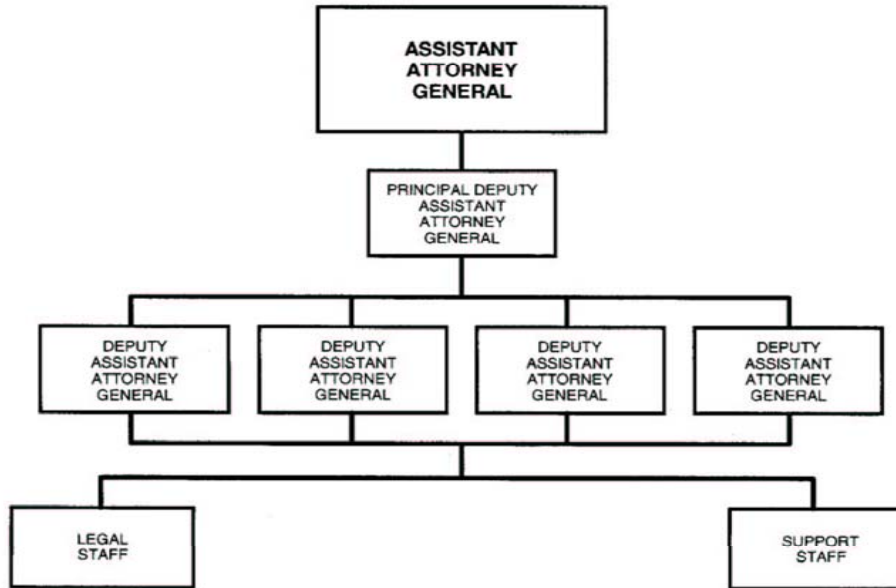 ASSISTANT
ATTORNEY
GENERAL
PRINCIPAL DEPUTY
ASSISTANT
ATTORNEY
GENERAL
DEPUTY
ASSISTANT
ATTORNEY
GENERAL
DEPUTY
ASSISTANT
ATTORNEY
GENERAL
DEPUTY
ASSISTANT
ATTORNEY
GENERAL
DEPUTY
ASSISTANT
ATTORNEY
GENERAL
LEGAL
STAFF
SUPPORT
STAFF